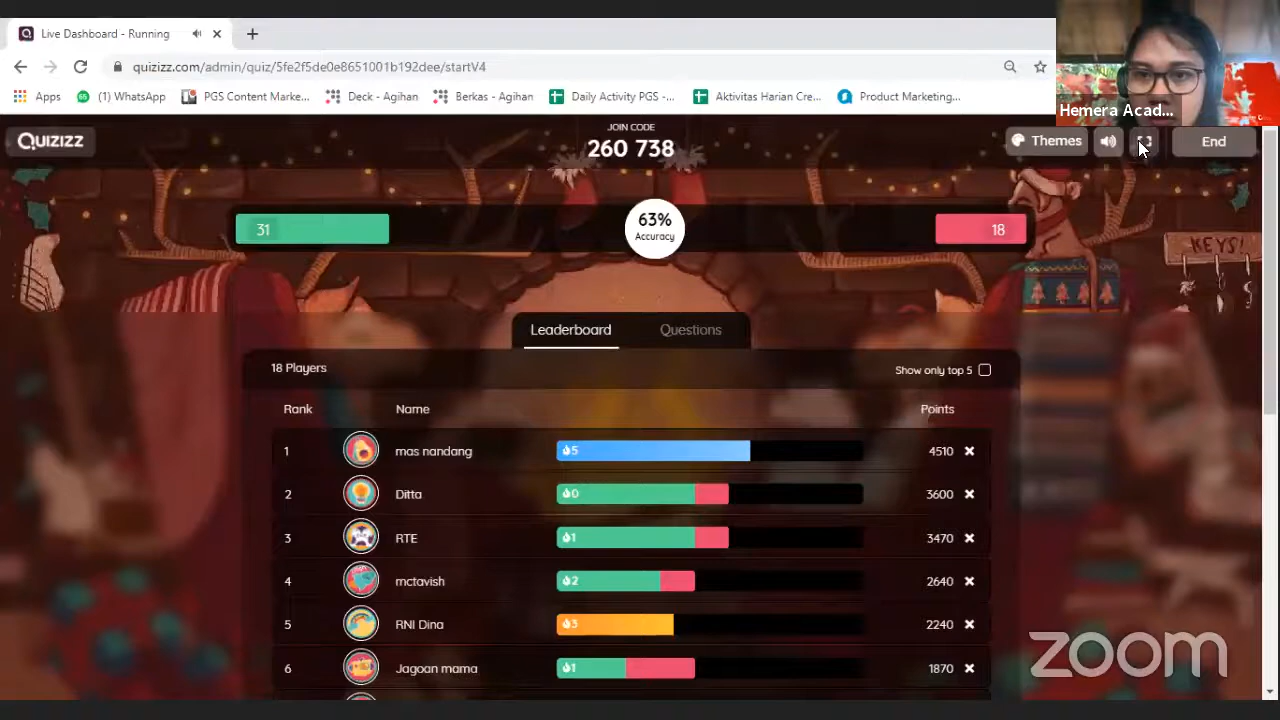 Live Dashboard - Running
quizizz.com/admin/quiz/5fe2f5de0e8651001b192dee/startV4
Apps (1) WhatsApp PGS Content Marke... Deck - Agihan Berkas - Agihan Daily Activity PGS -... Aktivitas Harian Cre... Product Marketing...
Hemera Acad...
QUIZIZZ
JOIN CODE
260 738
Themes
End
31
63%
Accuracy
18
KEYS!
Leaderboard Questions
18 Players
Show only top 5
Rank Name Points
1 mas nandang 5 4510
2 Ditta 0 3600
3 RTE 1 3470
4 mctavish 2 2640
5 RNI Dina 3 2240
6 Jagoan mama 1 1870
zoom